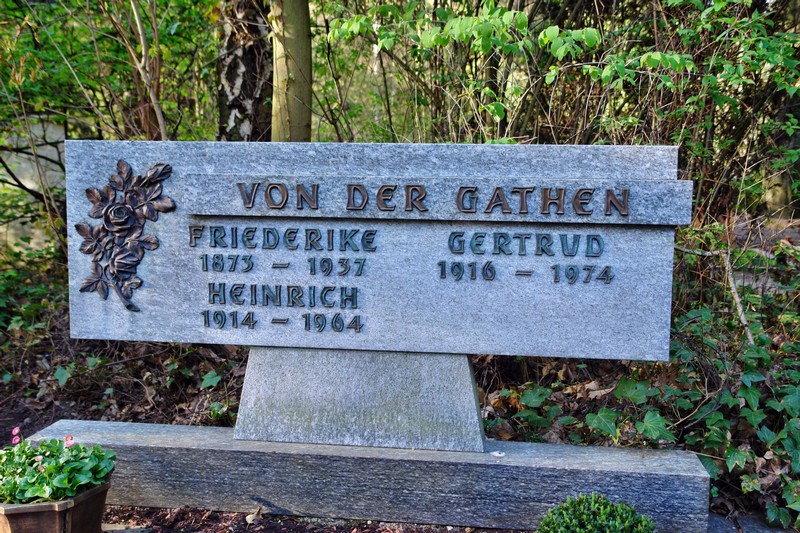 VON DER GATHEN
FRIEDERIKE
1873 – 1937
HEINRICH
1914 – 1964
GERTRUD
1916 – 1974